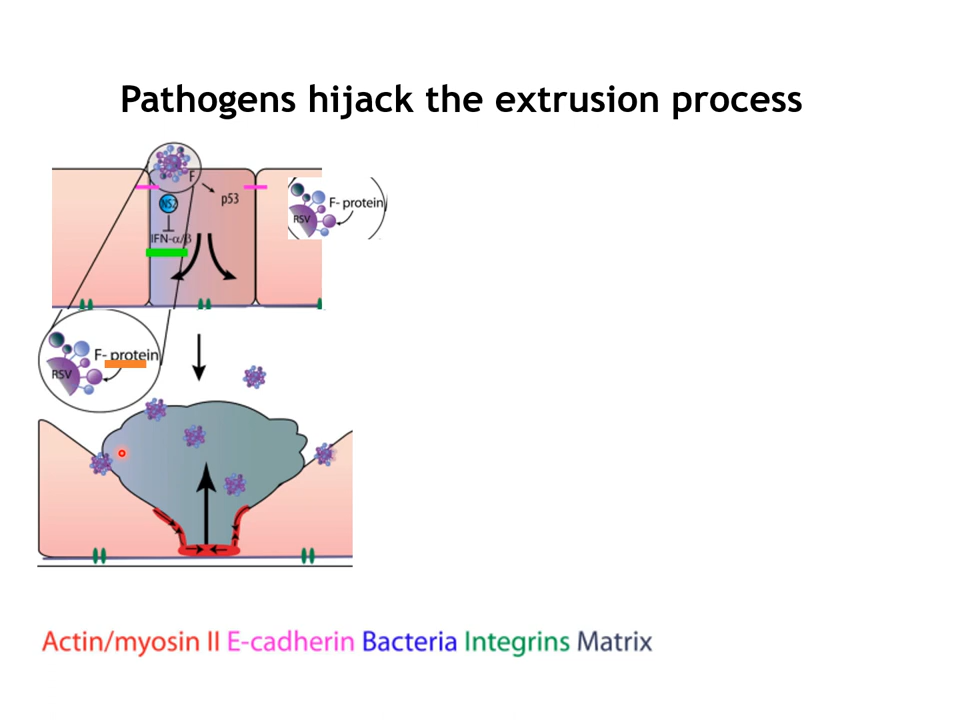 Pathogens hijack the extrusion process
F
p53
NS2
IFN-α/β
F- protein
RSV
F- protein
RSV
Actin/myosin II E-cadherin Bacteria Integrins Matrix